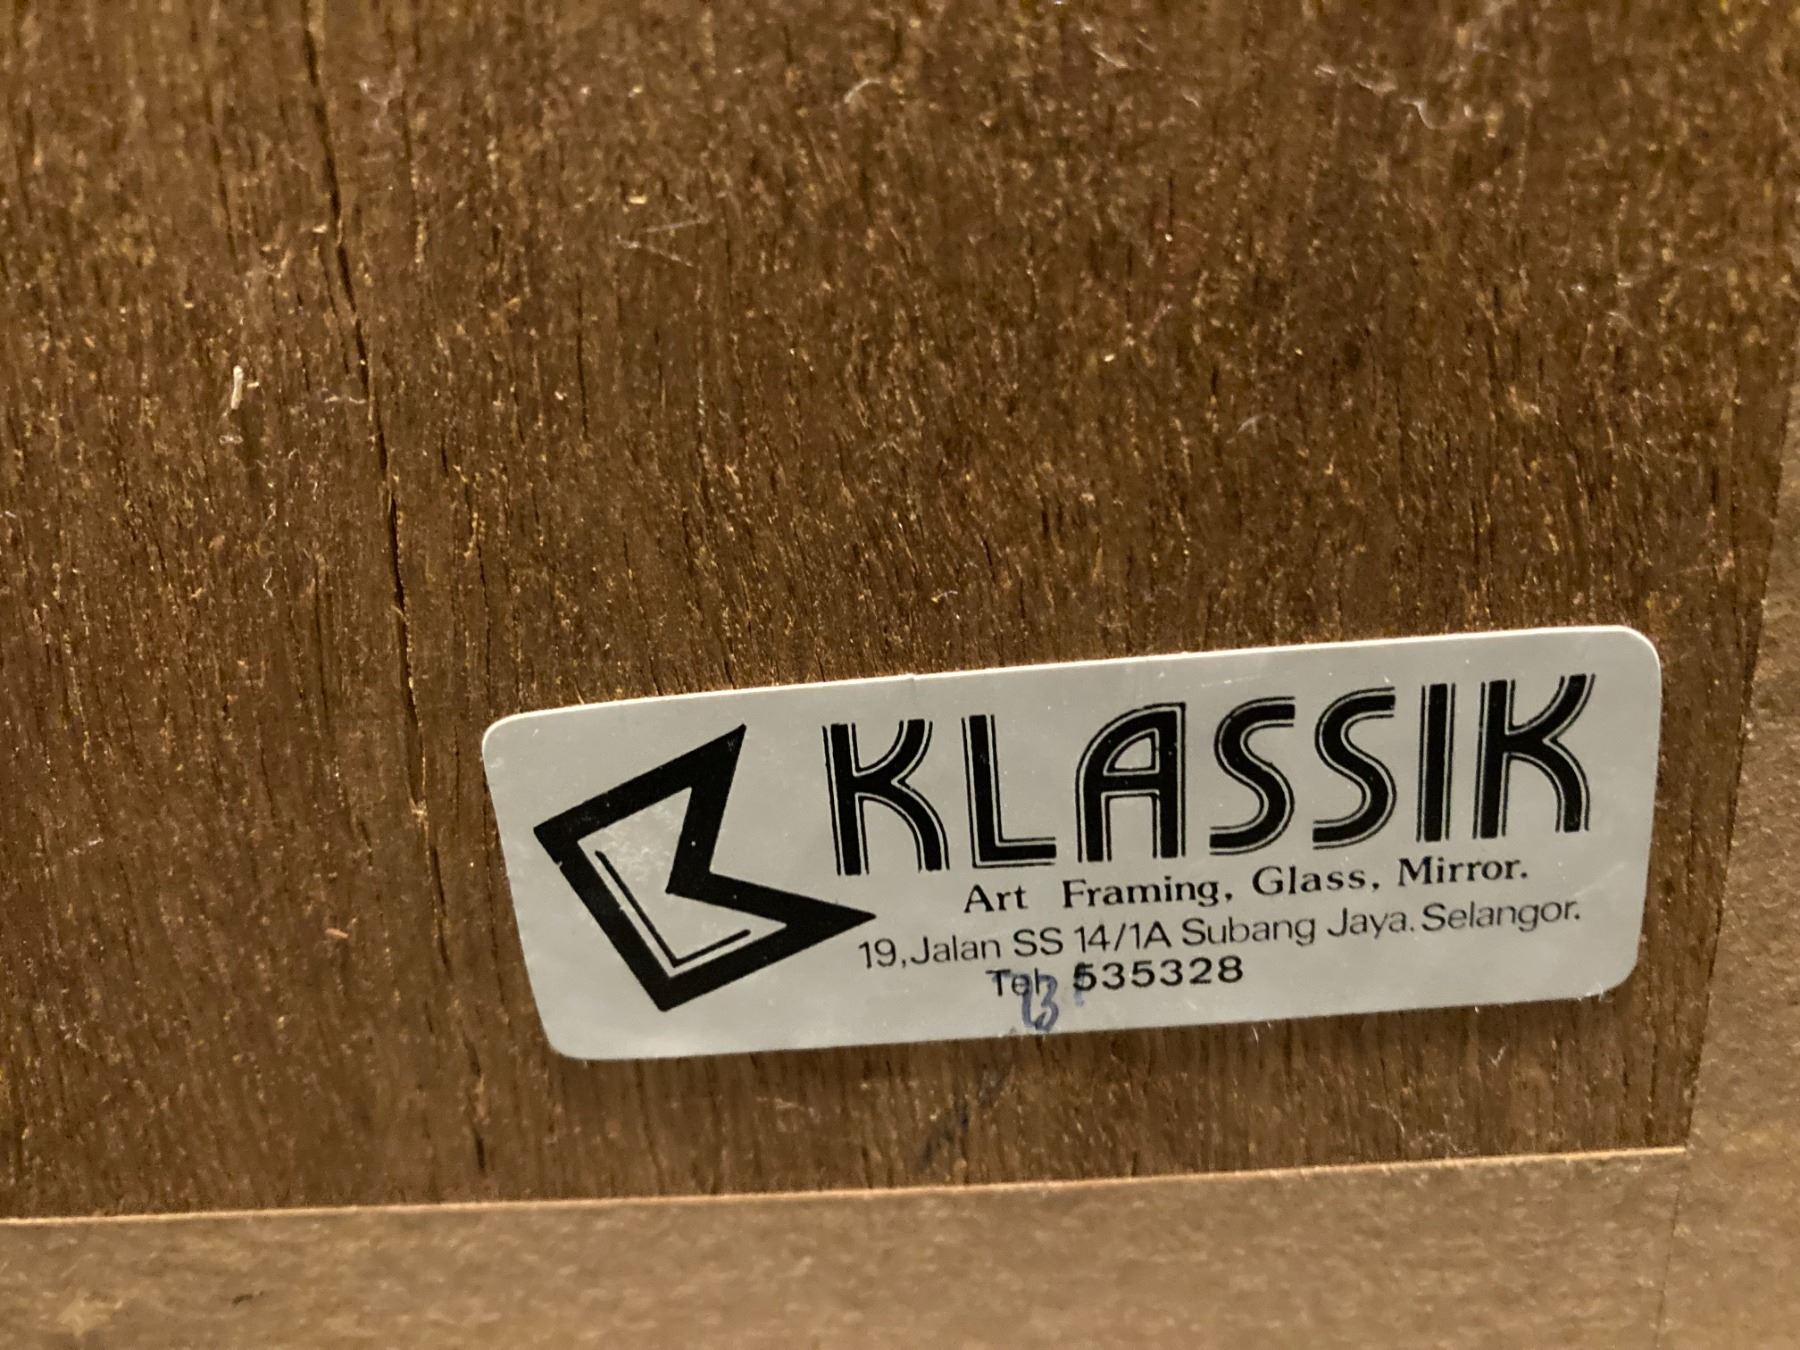 KLASSIK
Art Framing, Glass, Mirror.
19, Jalan SS 14/1A Subang Jaya. Selangor.
Tel: 535328